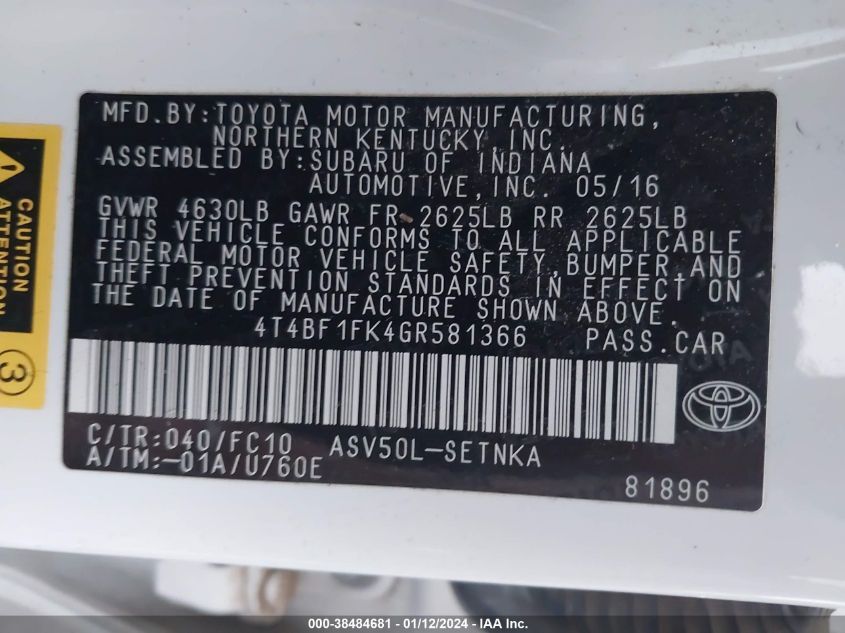 MFD.BY:TOYOTA MOTOR MANUFACTURING,
NORTHERN KENTUCKY,INC.
ASSEMBLED BY:SUBARU OF INDIANA
AUTOMOTIVE,INC. 05/16
GVWR 4630LB GAWR FR 2625LB RR 2625LB
THIS VEHICLE CONFORMS TO ALL APPLICABLE
FEDERAL MOTOR VEHICLE SAFETY,BUMPER,AND
THEFT PREVENTION STANDARDS IN EFFECT ON
THE DATE OF MANUFACTURE SHOWN ABOVE.
4T4BF1FK4GR581366 PASS.CAR
C/TR:040/FC10 ASV50L-SETNKA
A/TM:-01A/U760E
81896
CAUTION
ATTENTION
3
000-38484681 - 01/12/2024 - IAA Inc.